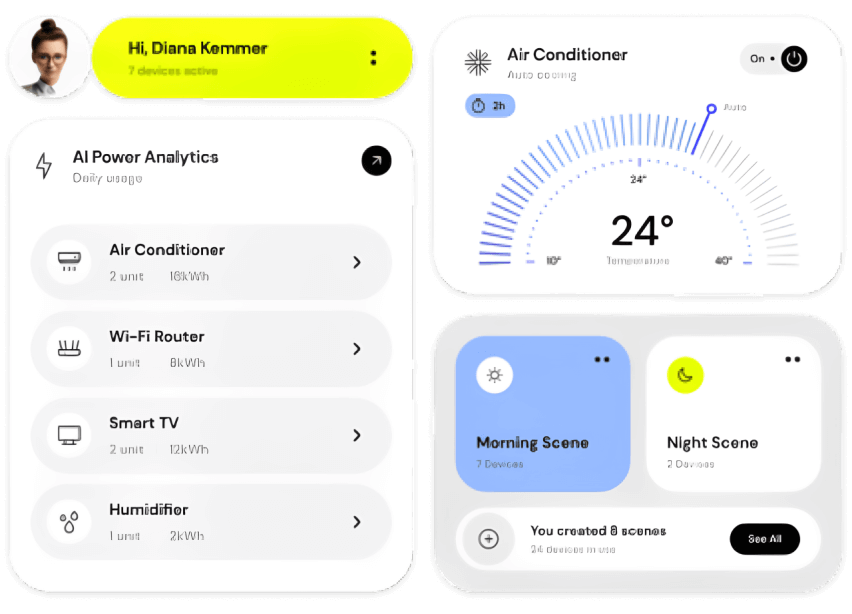 Hi, Diana Kemmer
7 devices active
AI Power Analytics
Daily usage
Air Conditioner
2 unit 18kWh
Wi-Fi Router
1 unit 8kWh
Smart TV
2 unit 12kWh
Humidifier
1 unit 2kWh
Air Conditioner
Auto cooling
On
2h
Auto
24°
24°
10°
Temperature
40°
Morning Scene
7 Devices
Night Scene
2 Devices
You created 8 scenes
24 devices in use
See All